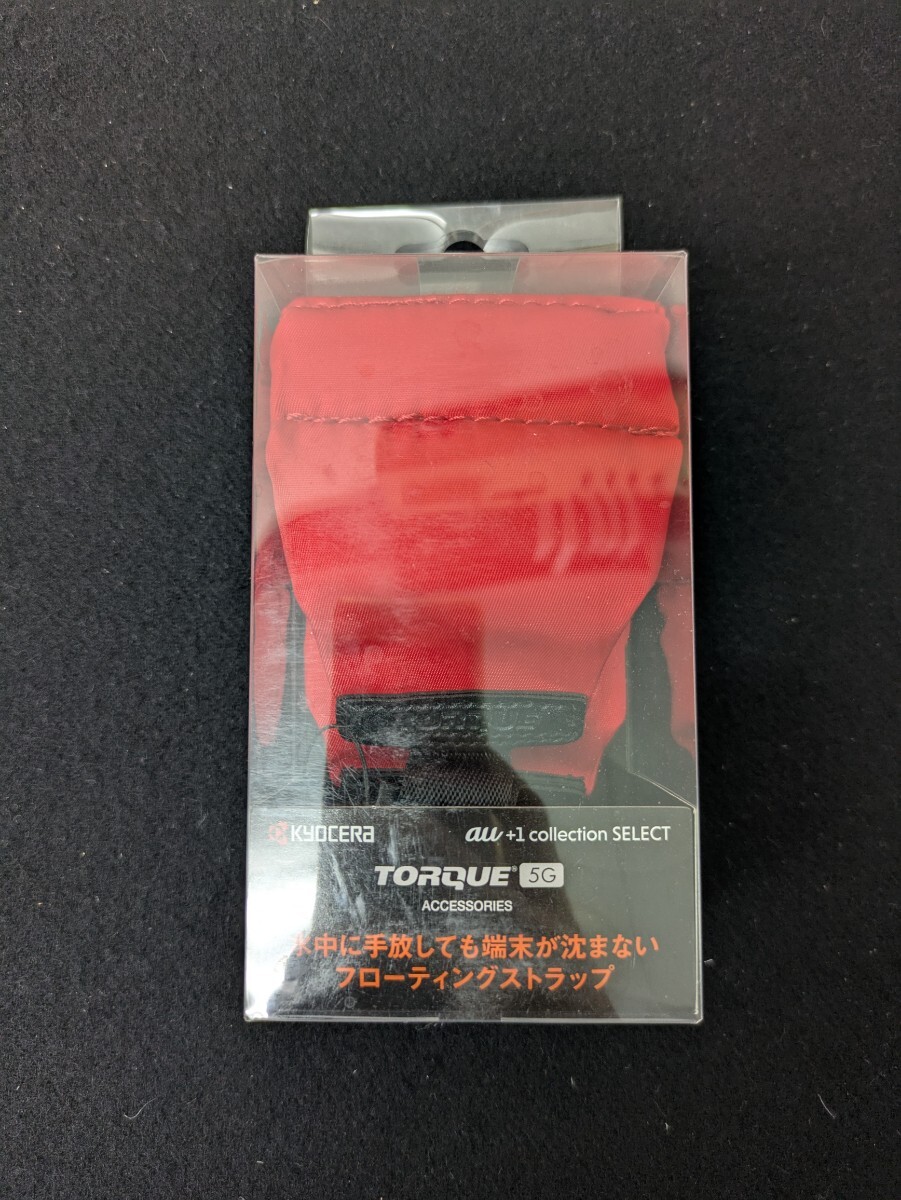 TORQUE
KYOCERA
au +1 collection SELECT
TORQUE® 5G
ACCESSORIES
水中に手放しても端末が沈まない
フローティングストラップ